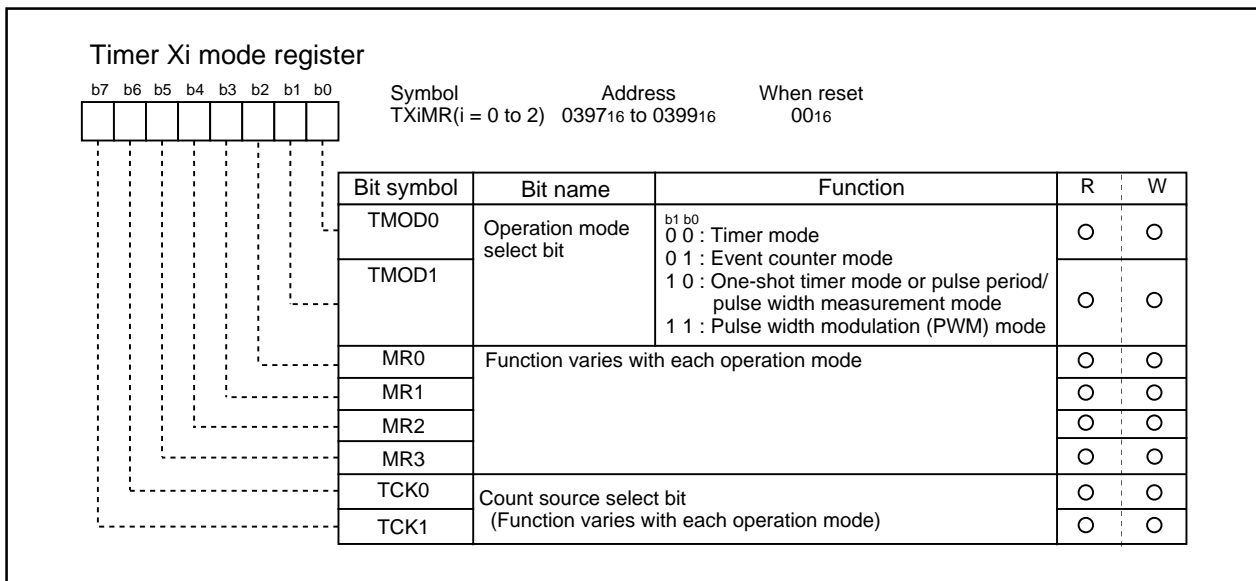 Timer Xi mode register
b7 b6 b5 b4 b3 b2 b1 b0
Symbol Address When reset
TXiMR(i = 0 to 2) 039716 to 039916 0016
Bit symbol Bit name Function R W
TMOD0
TMOD1
Operation mode
select bit
b1 b0
0 0 : Timer mode
0 1 : Event counter mode
1 0 : One-shot timer mode or pulse period/
pulse width measurement mode
1 1 : Pulse width modulation (PWM) mode
MR0 Function varies with each operation mode
MR1
MR2
MR3
TCK0
TCK1
Count source select bit
(Function varies with each operation mode)